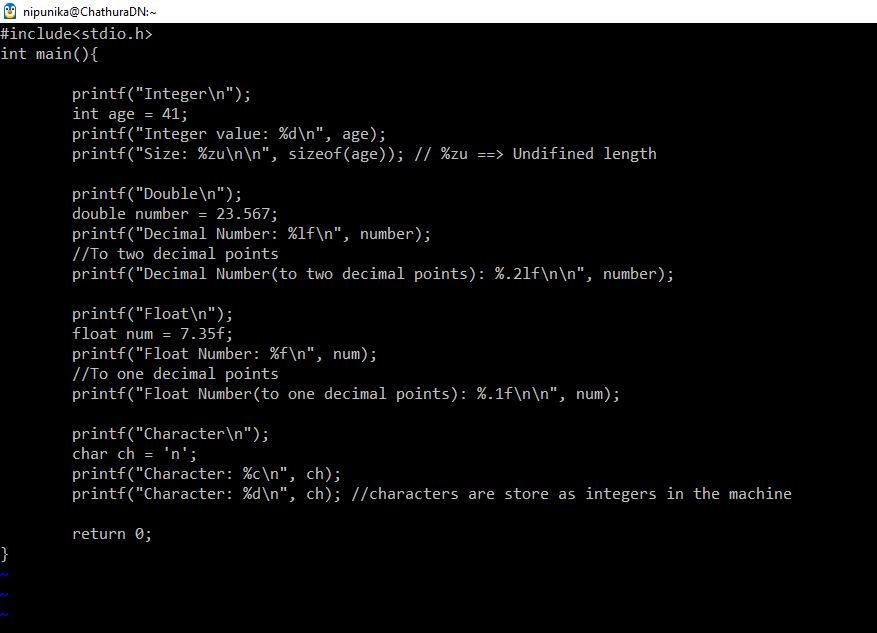 nipunika@ChathuraDN:~
#include<stdio.h>
int main(){
printf("Integer\n");
int age = 41;
printf("Integer value: %d\n", age);
printf("Size: %zu\n\n", sizeof(age)); // %zu ==> Undifined length
printf("Double\n");
double number = 23.567;
printf("Decimal Number: %lf\n", number);
//To two decimal points
printf("Decimal Number(to two decimal points): %.2lf\n\n", number);
printf("Float\n");
float num = 7.35f;
printf("Float Number: %f\n", num);
//To one decimal points
printf("Float Number(to one decimal points): %.1f\n\n", num);
printf("Character\n");
char ch = 'n';
printf("Character: %c\n", ch);
printf("Character: %d\n", ch); //characters are store as integers in the machine
return 0;
}
~
~
~